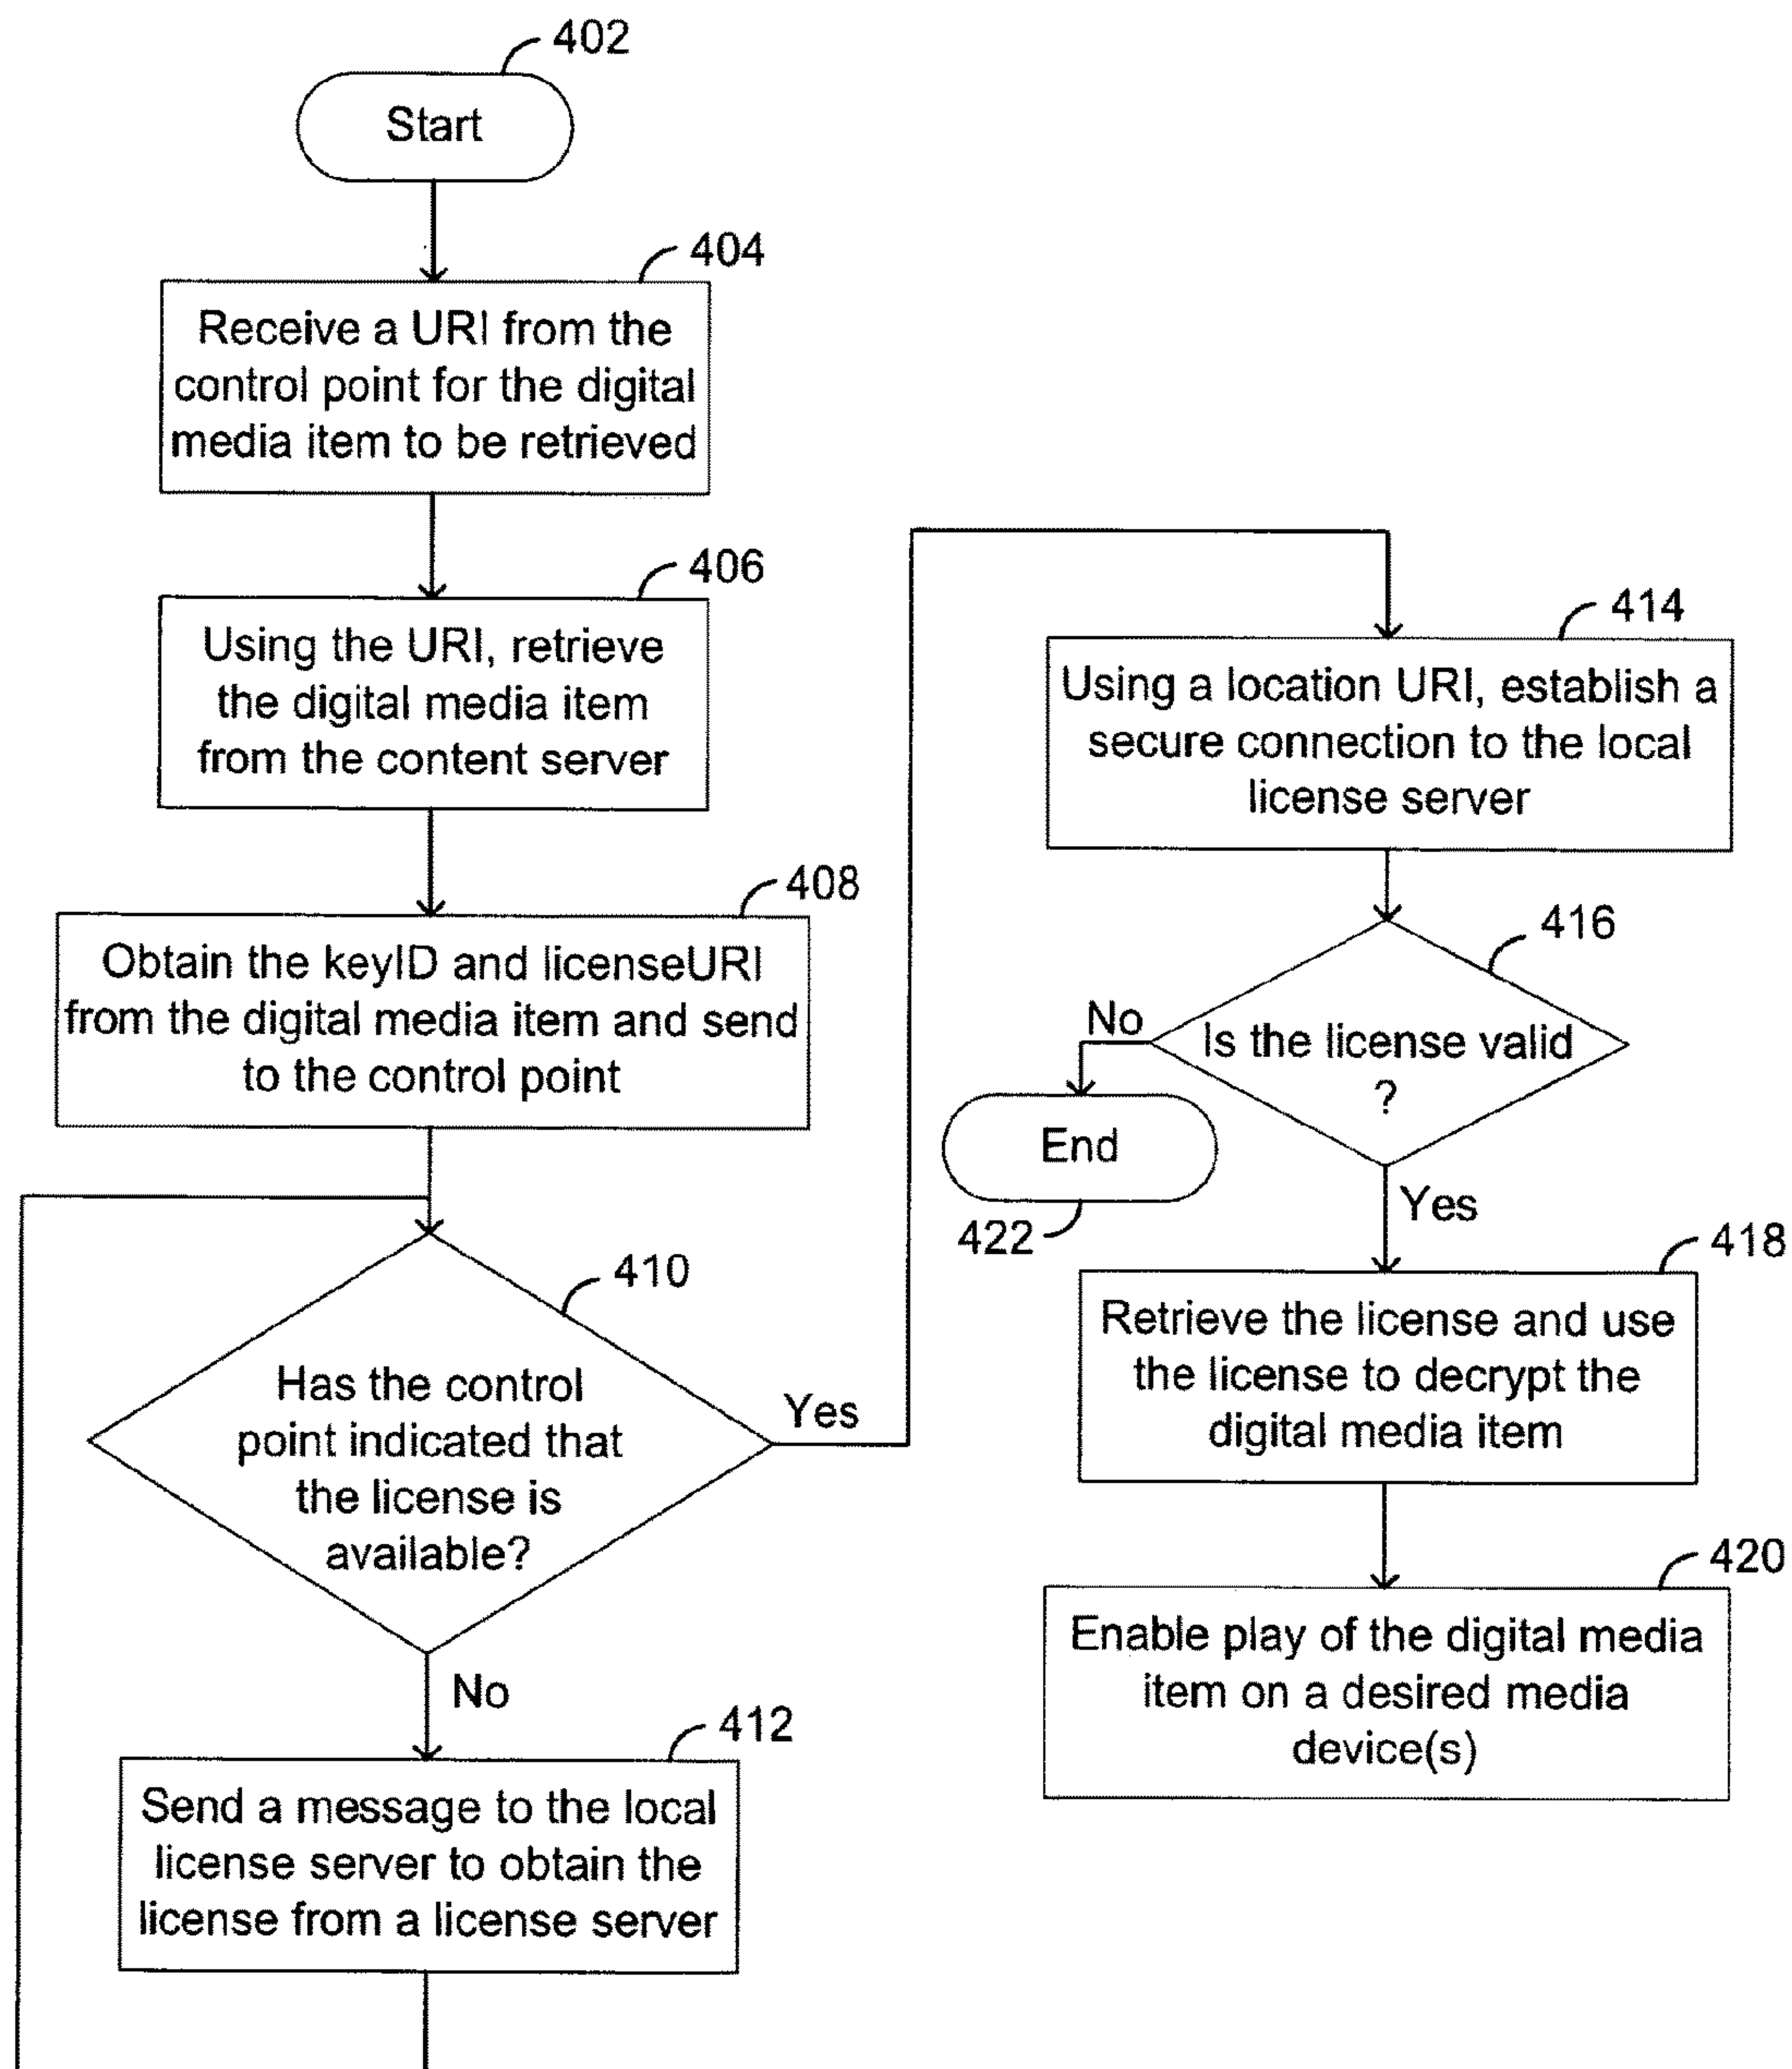 402
Start
404
Receive a URI from the
control point for the digital
media item to be retrieved
406
Using the URI, retrieve
the digital media item
from the content server
408
Obtain the keyID and licenseURI
from the digital media item and send
to the control point
410
Has the control
point indicated that
the license is
available?
Yes
No
412
Send a message to the local
license server to obtain the
license from a license server
414
Using a location URI, establish a
secure connection to the local
license server
416
Is the license valid
?
No
End
422
Yes
418
Retrieve the license and use
the license to decrypt the
digital media item
420
Enable play of the digital media
item on a desired media
device(s)